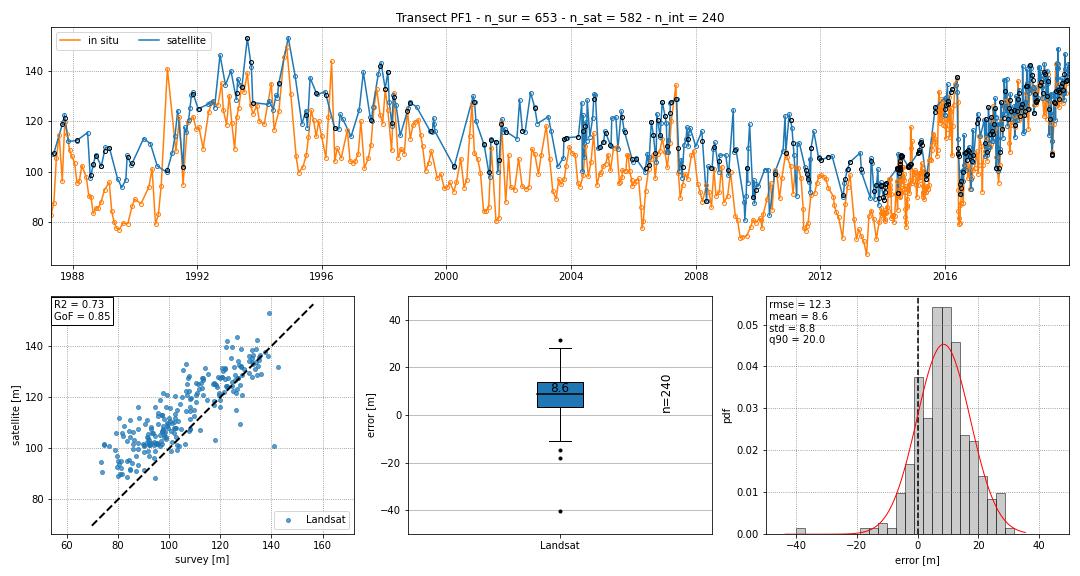 Transect PF1 - n_sur = 653 - n_sat = 582 - n_int = 240
in situ
satellite
140
120
100
80
1988
1992
1996
2000
2004
2008
2012
2016
R2 = 0.73
GoF = 0.85
satellite [m]
140
120
100
80
60
80
100
120
140
160
survey [m]
Landsat
error [m]
40
20
0
−20
−40
8.6
n=240
Landsat
rmse = 12.3
mean = 8.6
std = 8.8
q90 = 20.0
pdf
0.05
0.04
0.03
0.02
0.01
0.00
−40
−20
0
20
40
error [m]